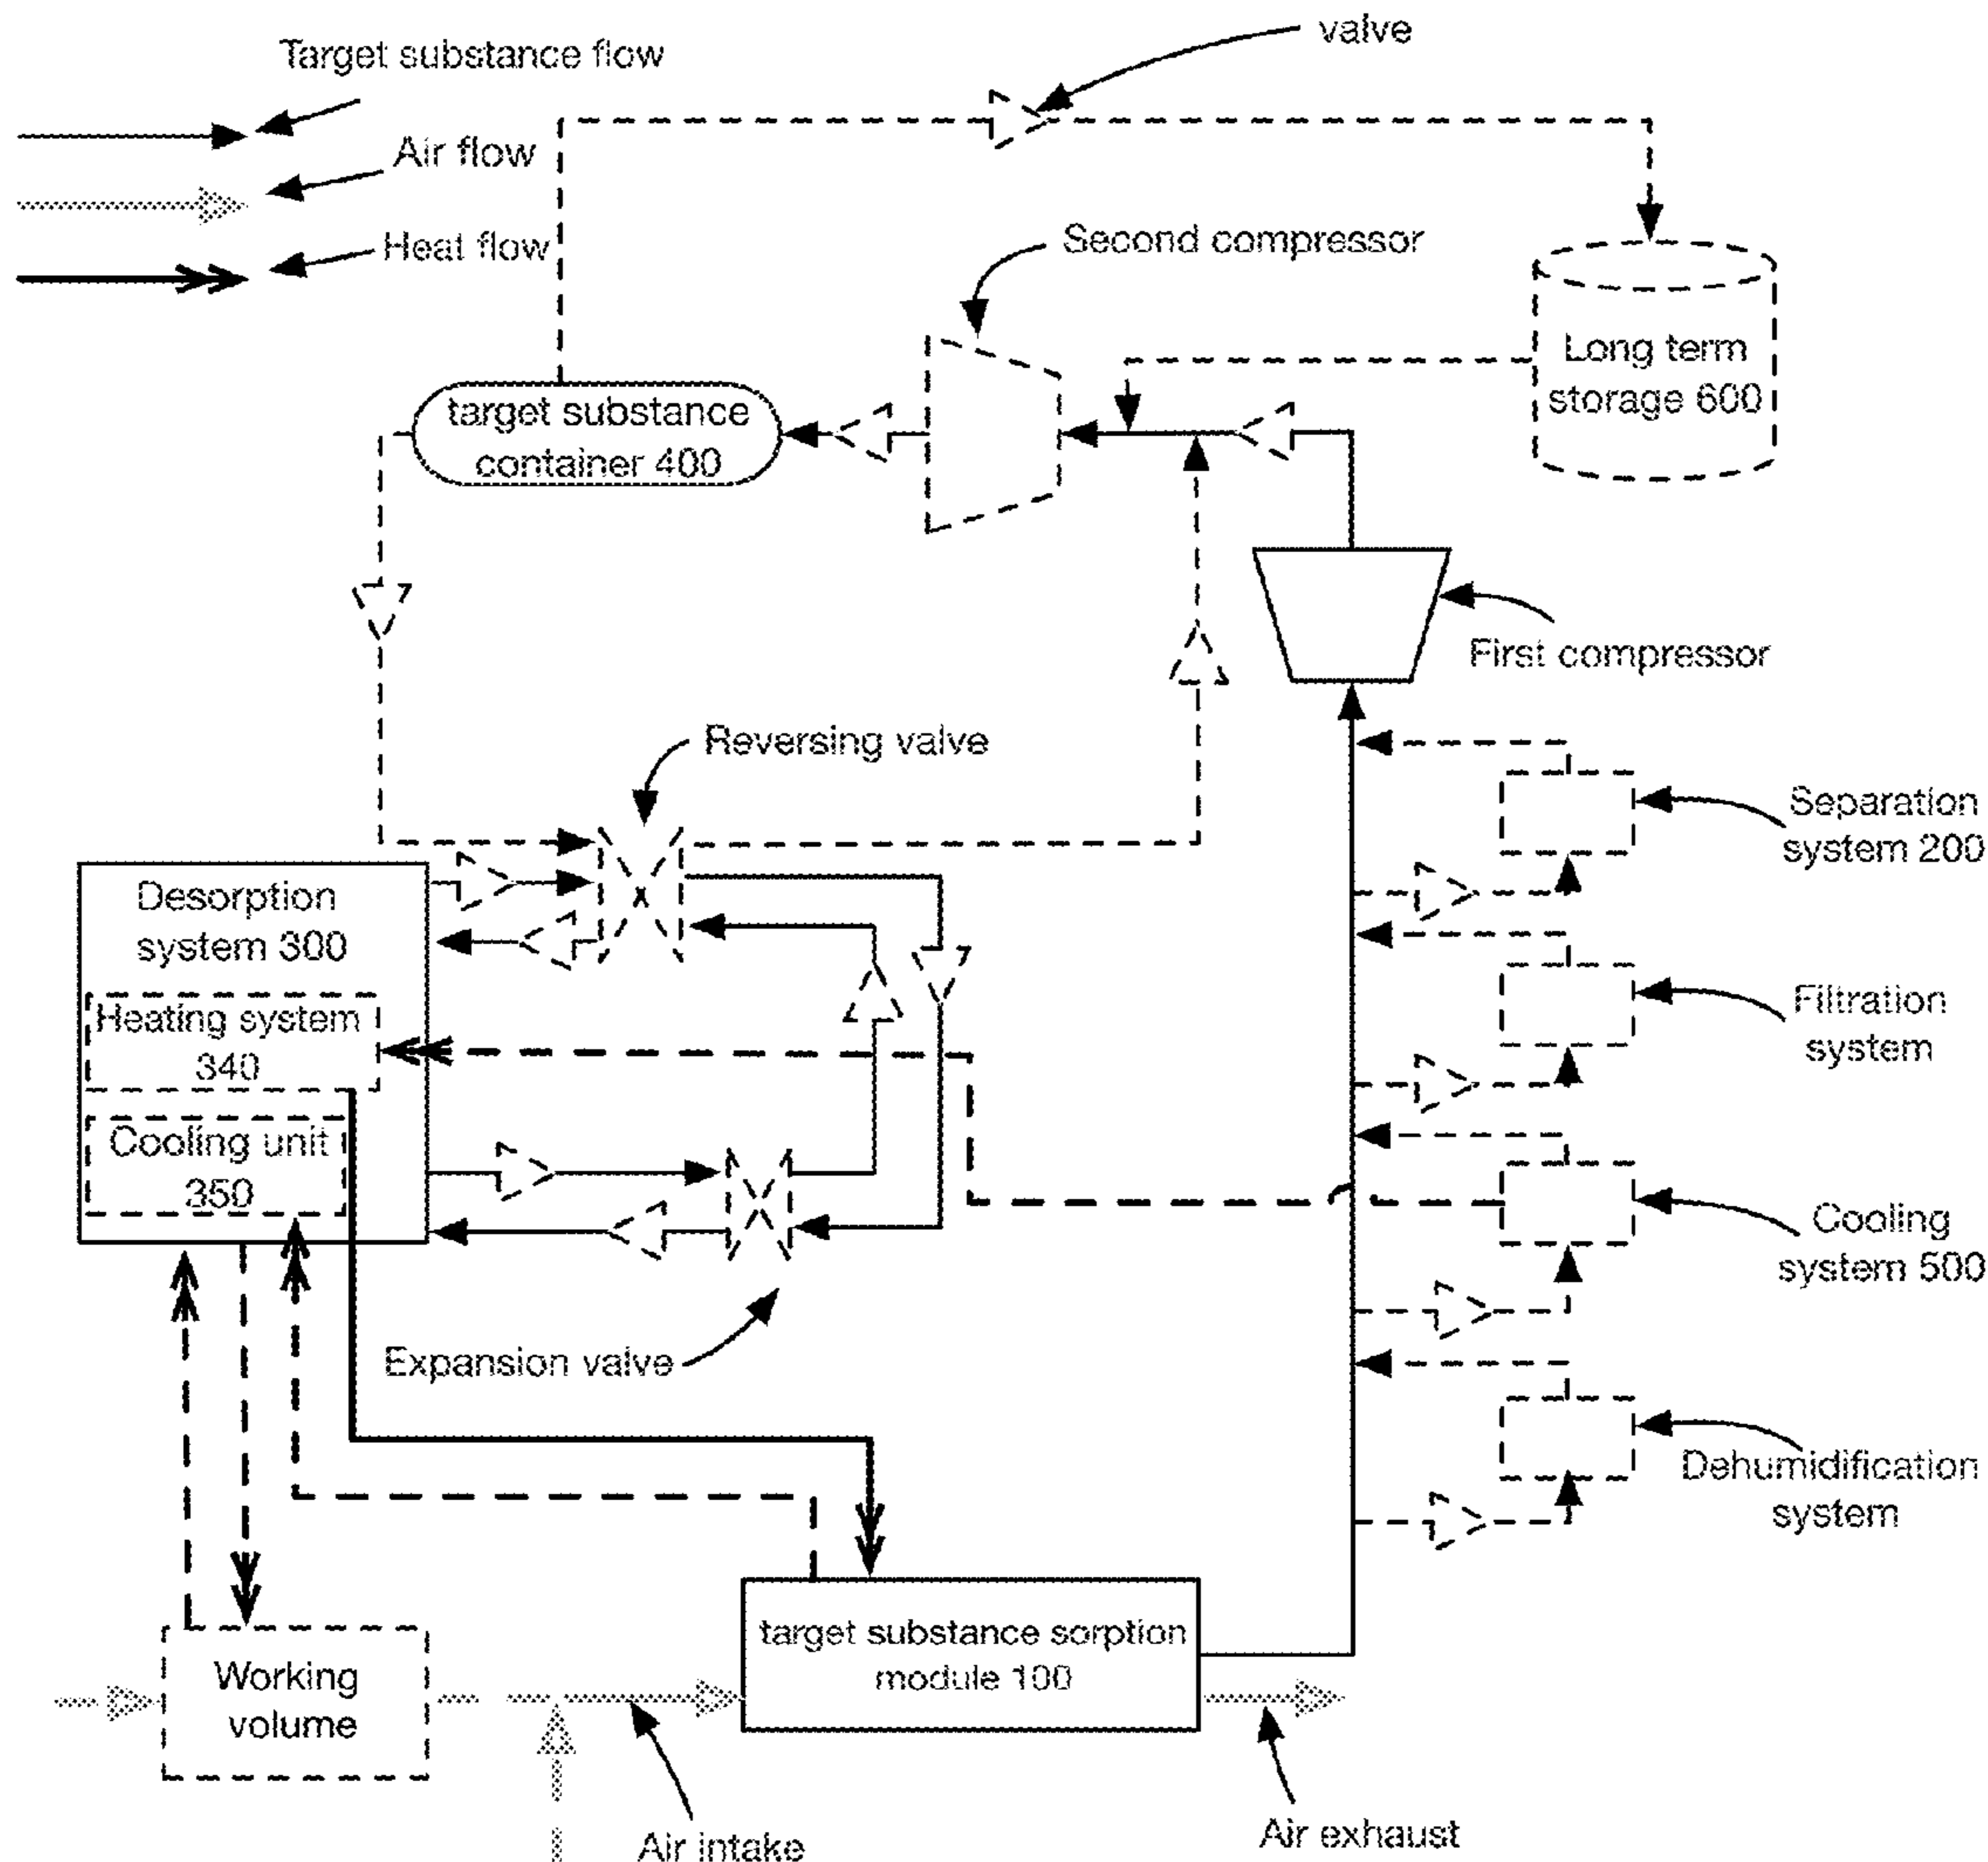 valve
Target substance flow
Air flow
Heat flow
Second compressor
Long term
storage 600
target substance
container 400
First compressor
Reversing valve
Separation
system 200
Desorption
system 300
Filtration
system
Heating system
340
Cooling unit
350
Cooling
system 500
Expansion valve
Dehumidification
system
target substance sorption
module 100
Working
volume
Air intake
Air exhaust